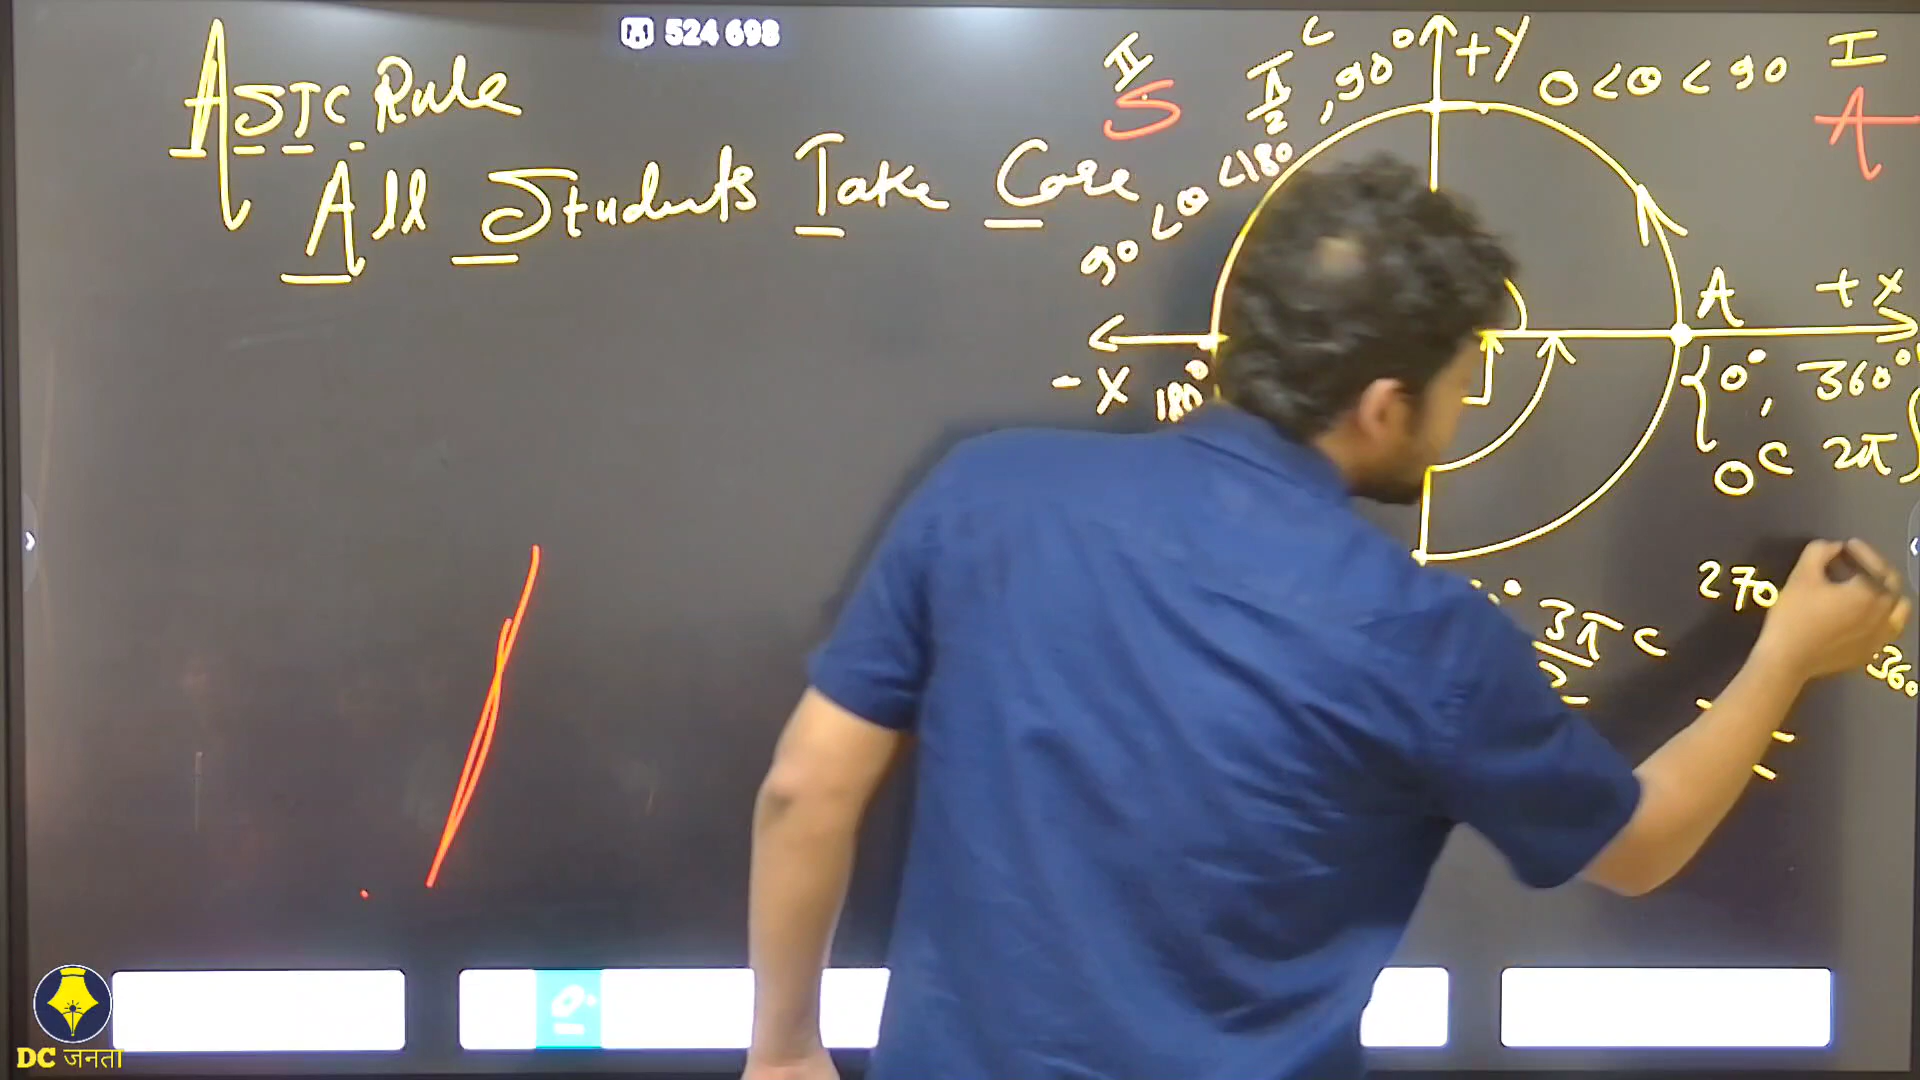 524 698
ASTC Rule
All Students Take Care
II
S
π/2 c, 90°
+Y
0 < θ < 90
I
A
90 < θ < 180
A
+ X
- X
180°
0°, 360°
0c 2π
3π c
270
360
DC जनता